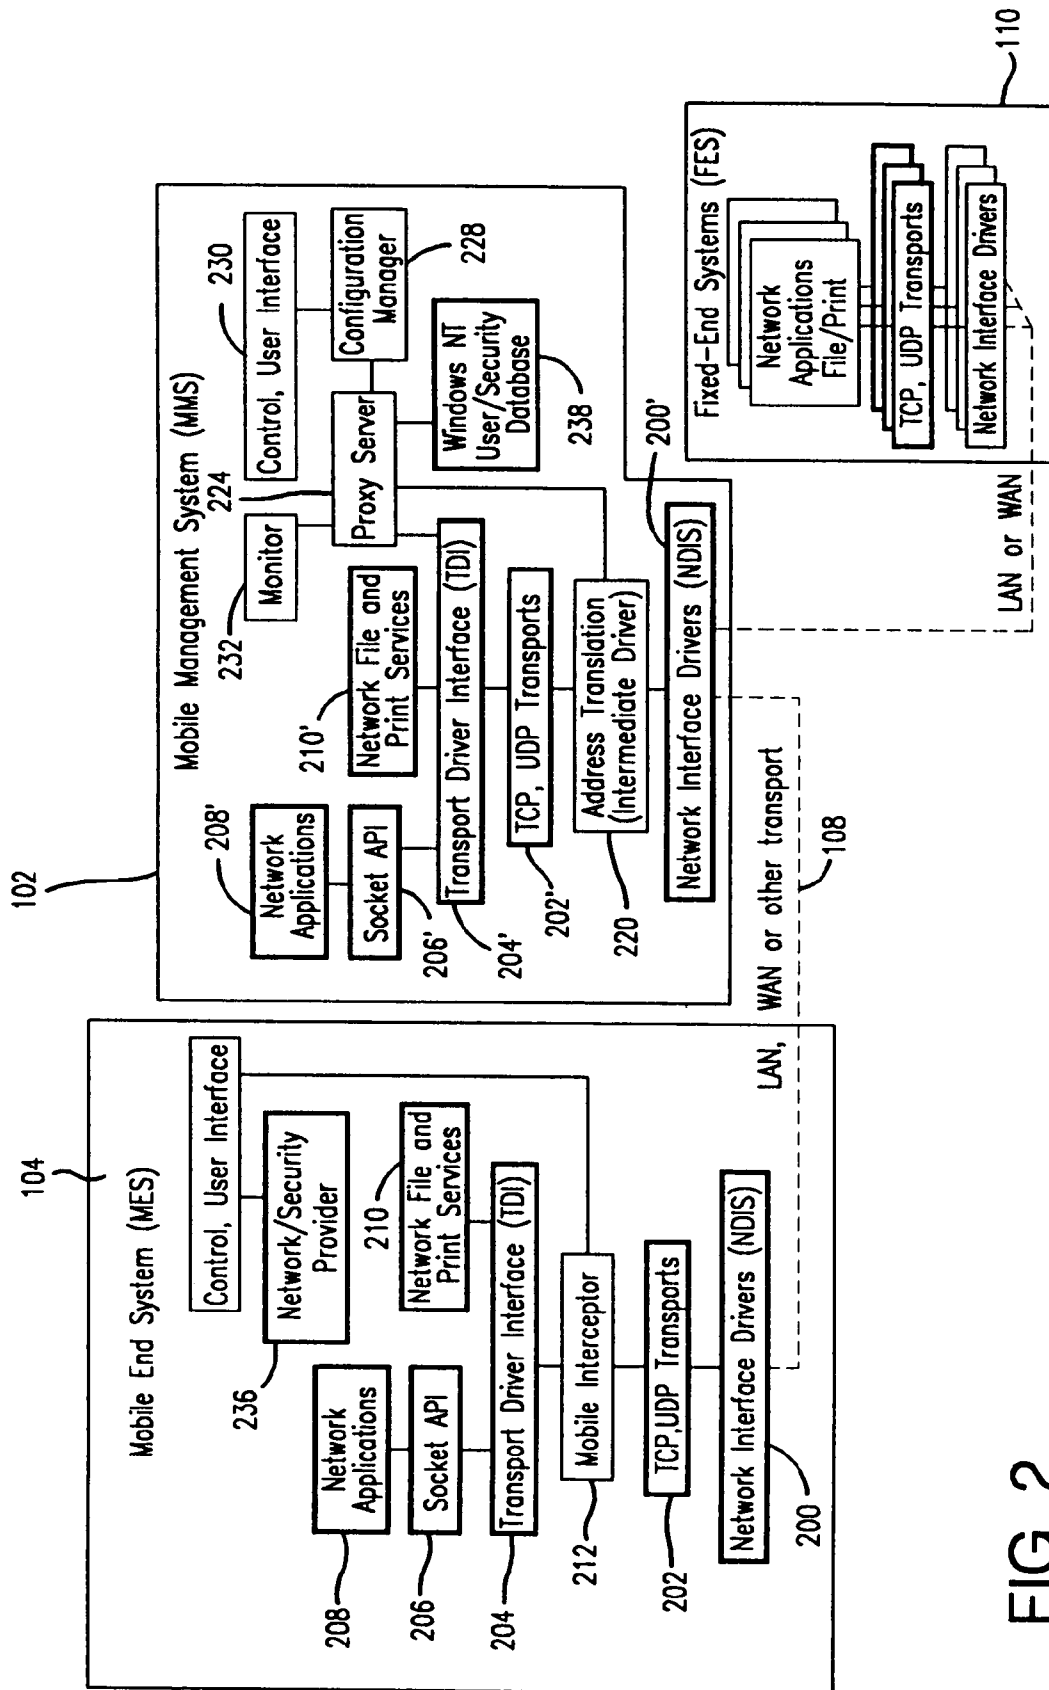 104
Mobile End System (MES)
Control, User Interface
Network/Security
Provider
236
210
Network File and
Print Services
Network
Applications
208
Socket API
206
Transport Driver Interface (TDI)
204
Mobile Interceptor
212
TCP,UDP Transports
202
Network Interface Drivers (NDIS)
200
LAN, WAN or other transport
108
102
Mobile Management System (MMS)
230
Control, User Interface
232
Monitor
224
Proxy Server
Configuration
Manager
228
Windows NT
User/Security
Database
238
208'
Network
Applications
210'
Network File and
Print Services
Socket API
206'
Transport Driver Interface (TDI)
204'
TCP, UDP Transports
202'
Address Translation
(Intermediate Driver)
220
Network Interface Drivers (NDIS)
200'
LAN or WAN
Fixed-End Systems (FES)
110
Network
Applications
File/Print
TCP, UDP Transports
Network Interface Drivers
FIG 2